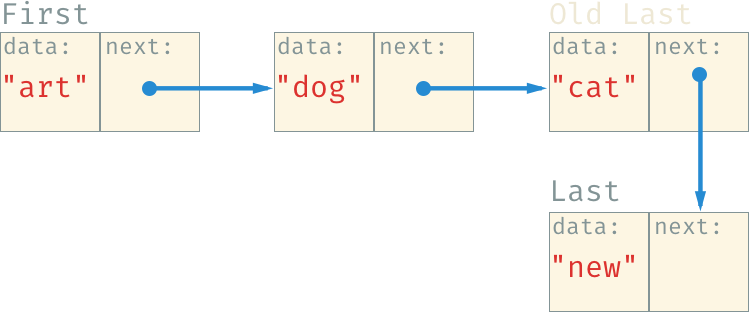 First
Old Last
data: next:
data: next:
data: next:
"art"
"dog"
"cat"
Last
data: next:
"new"